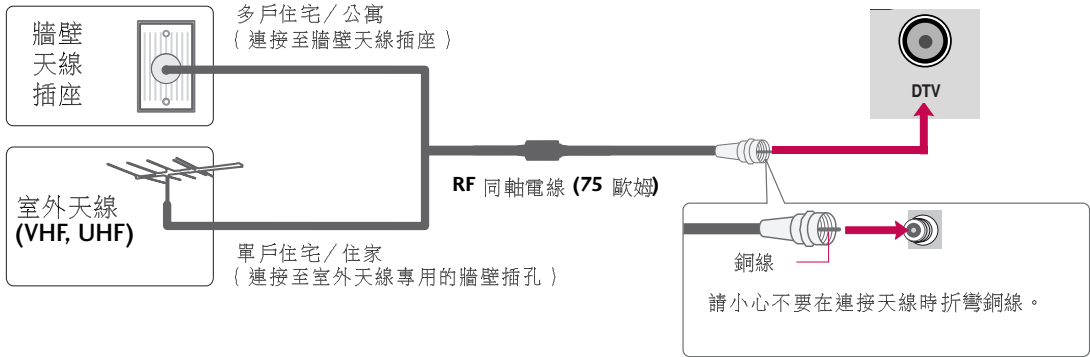 牆壁
天線
插座
多戶住宅／公寓
（連接至牆壁天線插座）
DTV
RF 同軸電線 (75 歐姆)
室外天線
(VHF, UHF)
單戶住宅／住家
（連接至室外天線專用的牆壁插孔）
銅線
請小心不要在連接天線時折彎銅線。